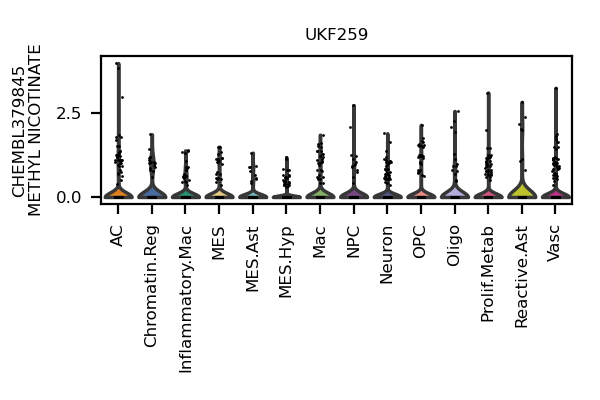 UKF259
CHEMBL379845
METHYL NICOTINATE
2.5
0.0
AC
Chromatin.Reg
Inflammatory.Mac
MES
MES.Ast
MES.Hyp
Mac
NPC
Neuron
OPC
Oligo
Prolif.Metab
Reactive.Ast
Vasc